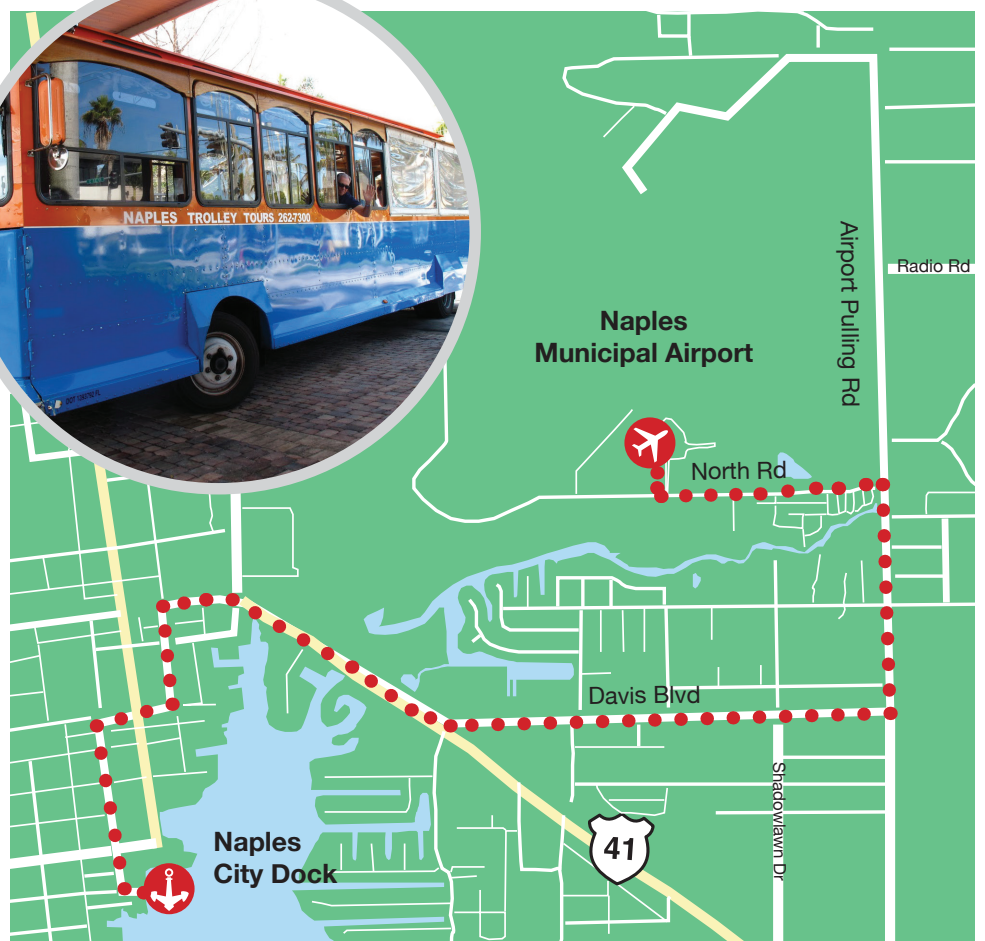 NAPLES TROLLEY TOURS 262-7300
Airport Pulling Rd
Radio Rd
Naples
Municipal Airport
North Rd
Davis Blvd
Shadowlawn Dr
Naples
City Dock
41